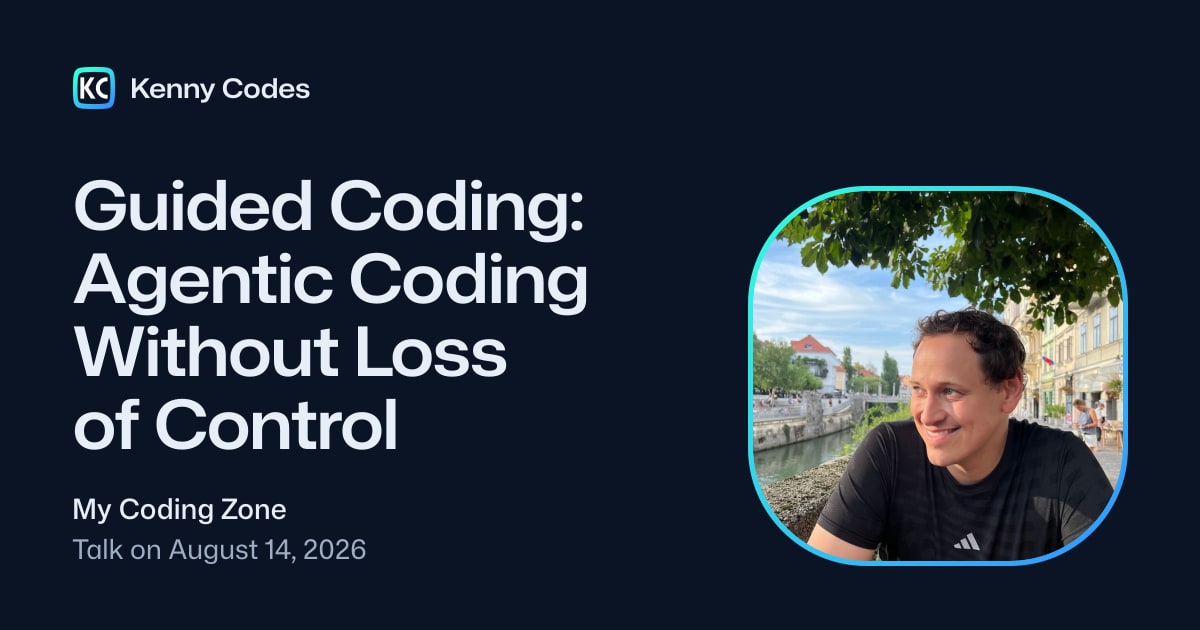 KC Kenny Codes
Guided Coding:
Agentic Coding
Without Loss
of Control
My Coding Zone
Talk on August 14, 2026